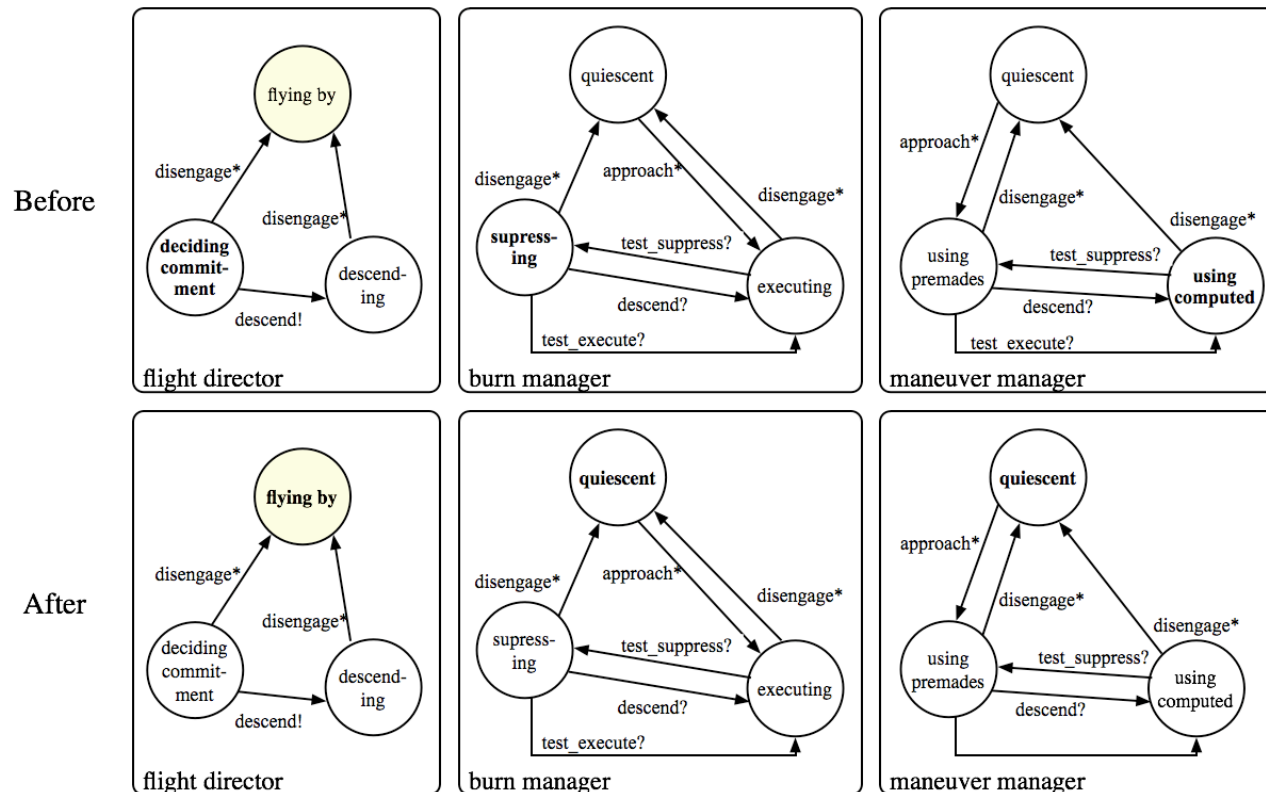 Before
flying by
disengage*
disengage*
deciding
commit-
ment
descend-
ing
descend!
flight director
quiescent
approach*
disengage*
disengage*
supress-
ing
test_suppress?
executing
descend?
test_execute?
burn manager
quiescent
approach*
disengage*
disengage*
using
premades
test_suppress?
using
computed
descend?
test_execute?
maneuver manager
After
flying by
disengage*
disengage*
deciding
commit-
ment
descend-
ing
descend!
flight director
quiescent
approach*
disengage*
disengage*
supress-
ing
test_suppress?
executing
descend?
test_execute?
burn manager
quiescent
approach*
disengage*
disengage*
using
premades
test_suppress?
using
computed
descend?
maneuver manager